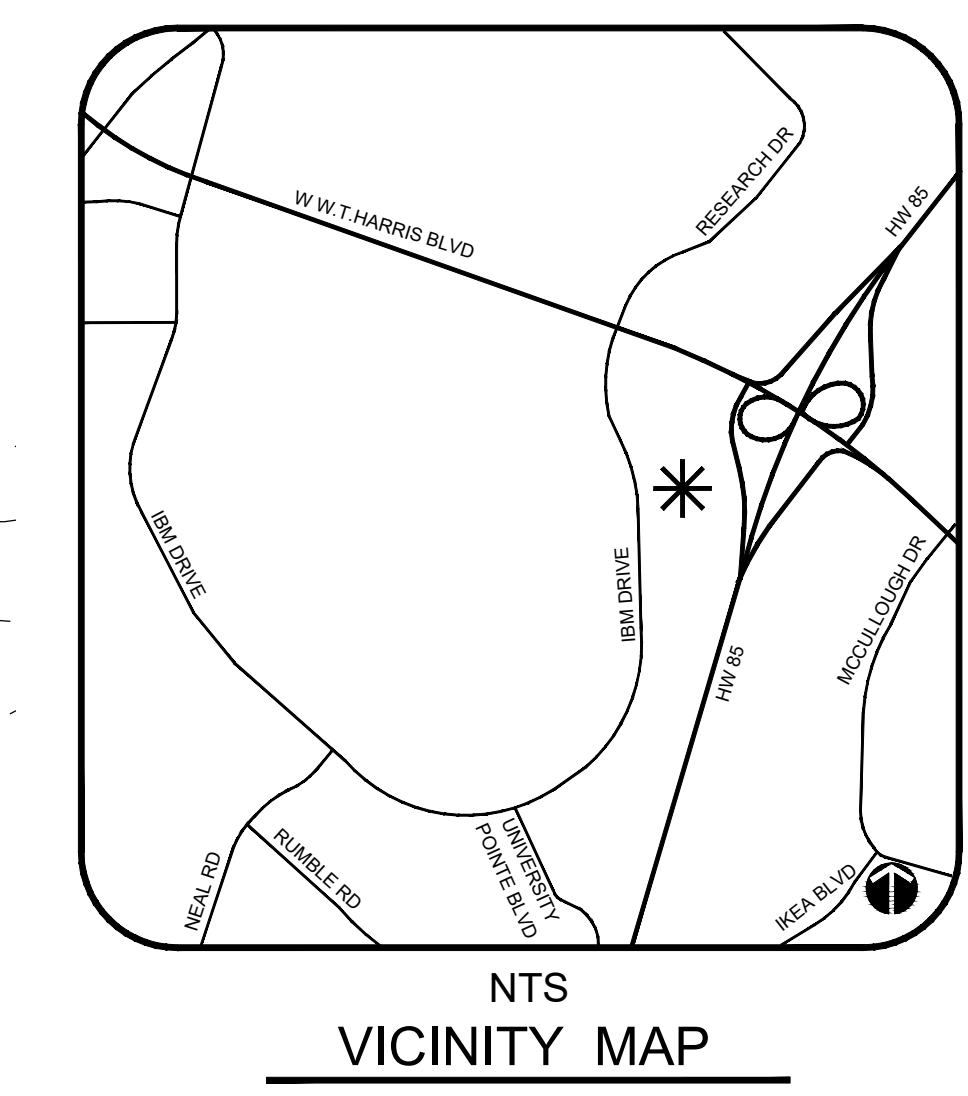 RESEARCH DR
W W.T.HARRIS BLVD
HW 85
IBM DRIVE
IBM DRIVE
MCCULLOUGH DR
HW 85
NEAL RD
RUMBLE RD
UNIVERSITY
POINTE BLVD
IKEA BLVD
NTS
VICINITY MAP